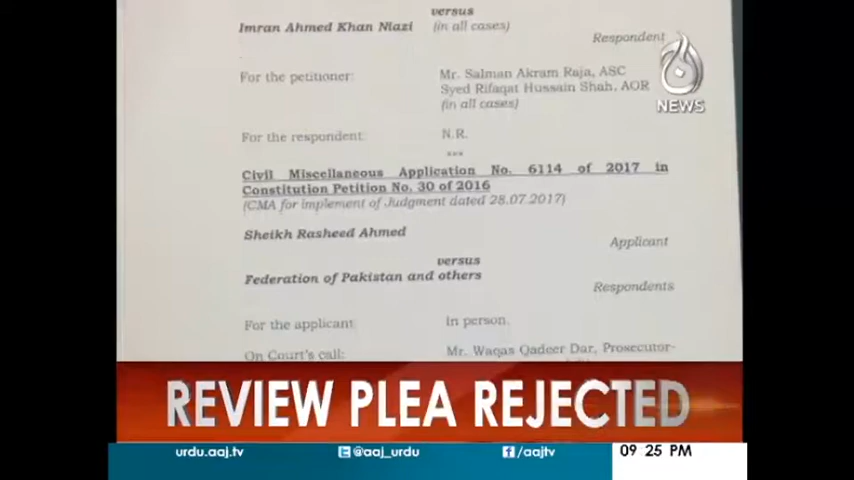 versus
Imran Ahmed Khan Niazi (in all cases)
Respondent
For the petitioner: Mr. Salman Akram Raja, ASC
Syed Rifaqat Hussain Shah, AOR
(in all cases)
NEWS
For the respondent: N.R.
***
Civil Miscellaneous Application No. 6114 of 2017 in
Constitution Petition No. 30 of 2016
(CMA for implement of Judgment dated 28.07.2017)
Sheikh Rasheed Ahmed
Applicant
versus
Federation of Pakistan and others
Respondents
For the applicant: In person.
On Court's call: Mr. Waqas Qadeer Dar, Prosecutor-
REVIEW PLEA REJECTED
urdu.aaj.tv @aaj_urdu /aajtv 09 25 PM